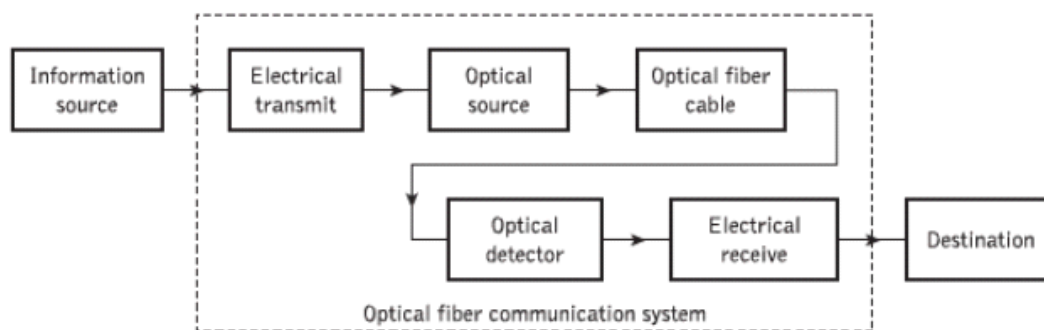 Information
source
Electrical
transmit
Optical
source
Optical fiber
cable
Optical
detector
Electrical
receive
Destination
Optical fiber communication system